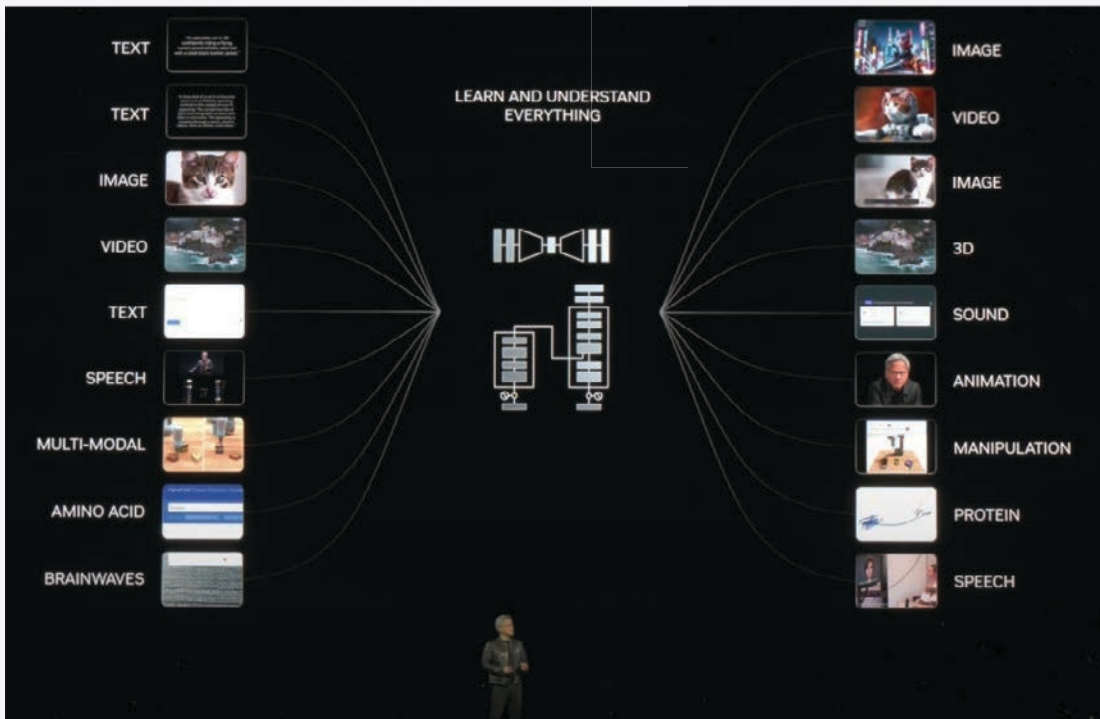 TEXT
TEXT
IMAGE
VIDEO
TEXT
SPEECH
MULTI-MODAL
AMINO ACID
BRAINWAVES
LEARN AND UNDERSTAND
EVERYTHING
IMAGE
VIDEO
IMAGE
3D
SOUND
ANIMATION
MANIPULATION
PROTEIN
SPEECH